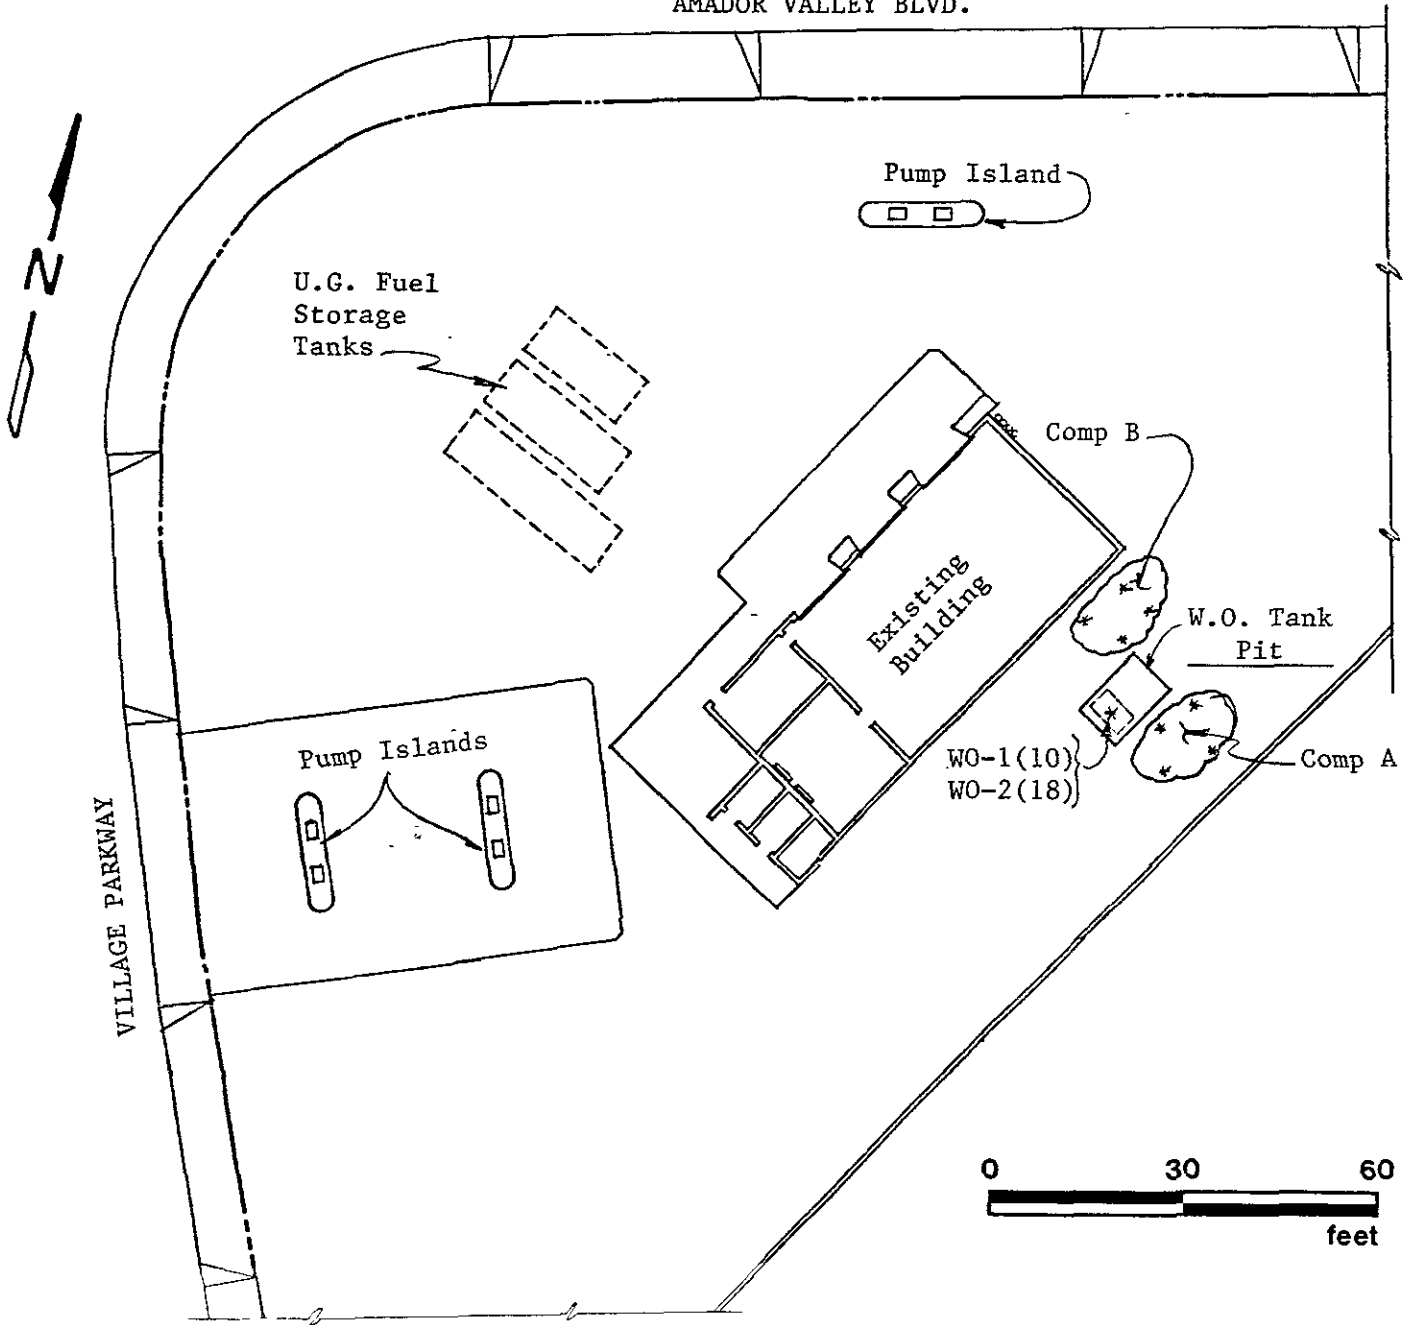 AMADOR VALLEY BLVD.
Pump Island
N
U.G. Fuel
Storage
Tanks
Comp B
Existing
Building
W.O. Tank
Pit
Pump Islands
WO-1(10)
WO-2(18)
Comp A
VILLAGE PARKWAY
0 30 60
feet